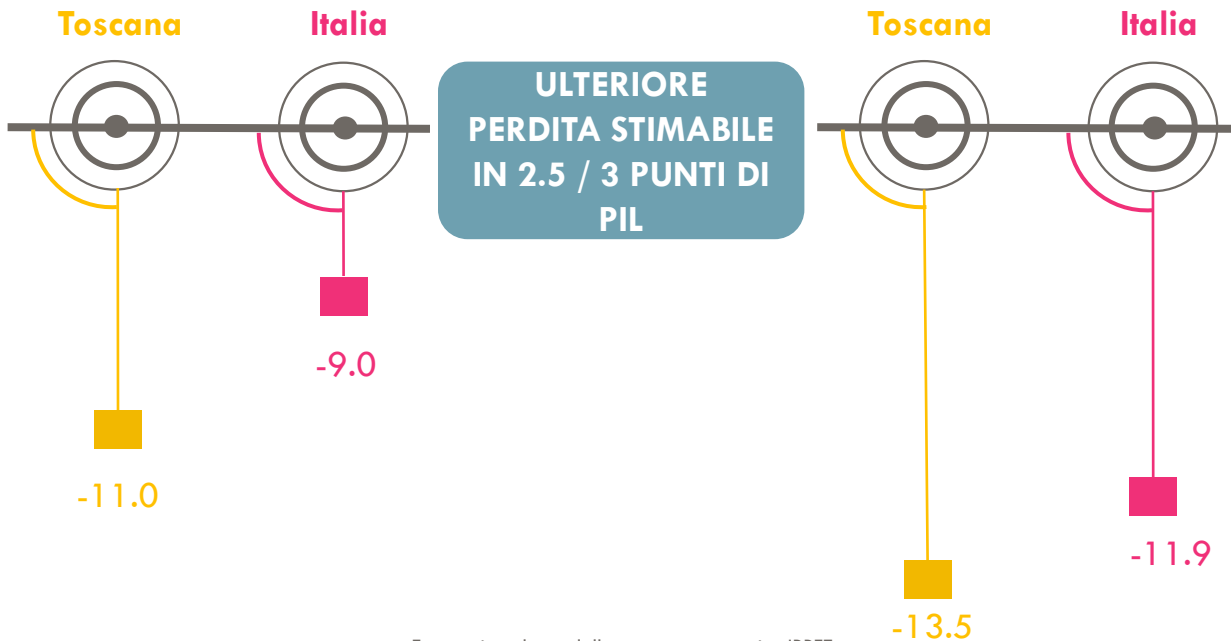 Toscana
Italia
ULTERIORE
PERDITA STIMABILE
IN 2.5 / 3 PUNTI DI
PIL
Toscana
Italia
-9.0
-11.0
-11.9
-13.5